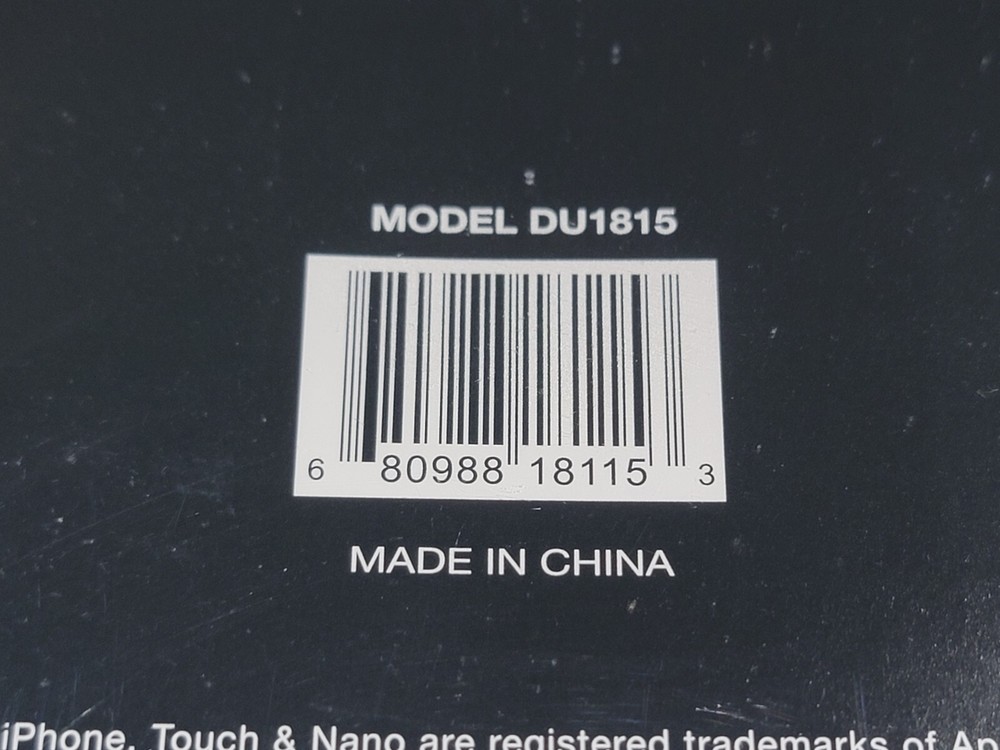 MODEL DU1815
6 80988 18115 3
MADE IN CHINA
iPhone, Touch & Nano are registered trademarks of